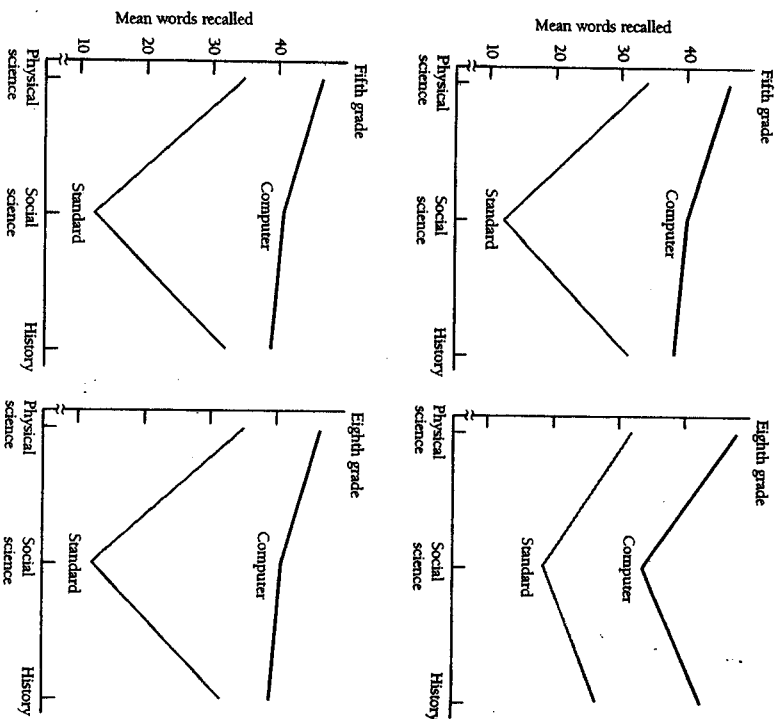 Fifth grade
Eighth grade
Mean words recalled
40
30
20
10
Computer
Standard
Computer
Standard
Physical
science
Social
science
History
Physical
science
Social
science
History
Fifth grade
Eighth grade
Mean words recalled
40
30
20
10
Computer
Standard
Computer
Standard
Physical
science
Social
science
History
Physical
science
Social
science
History